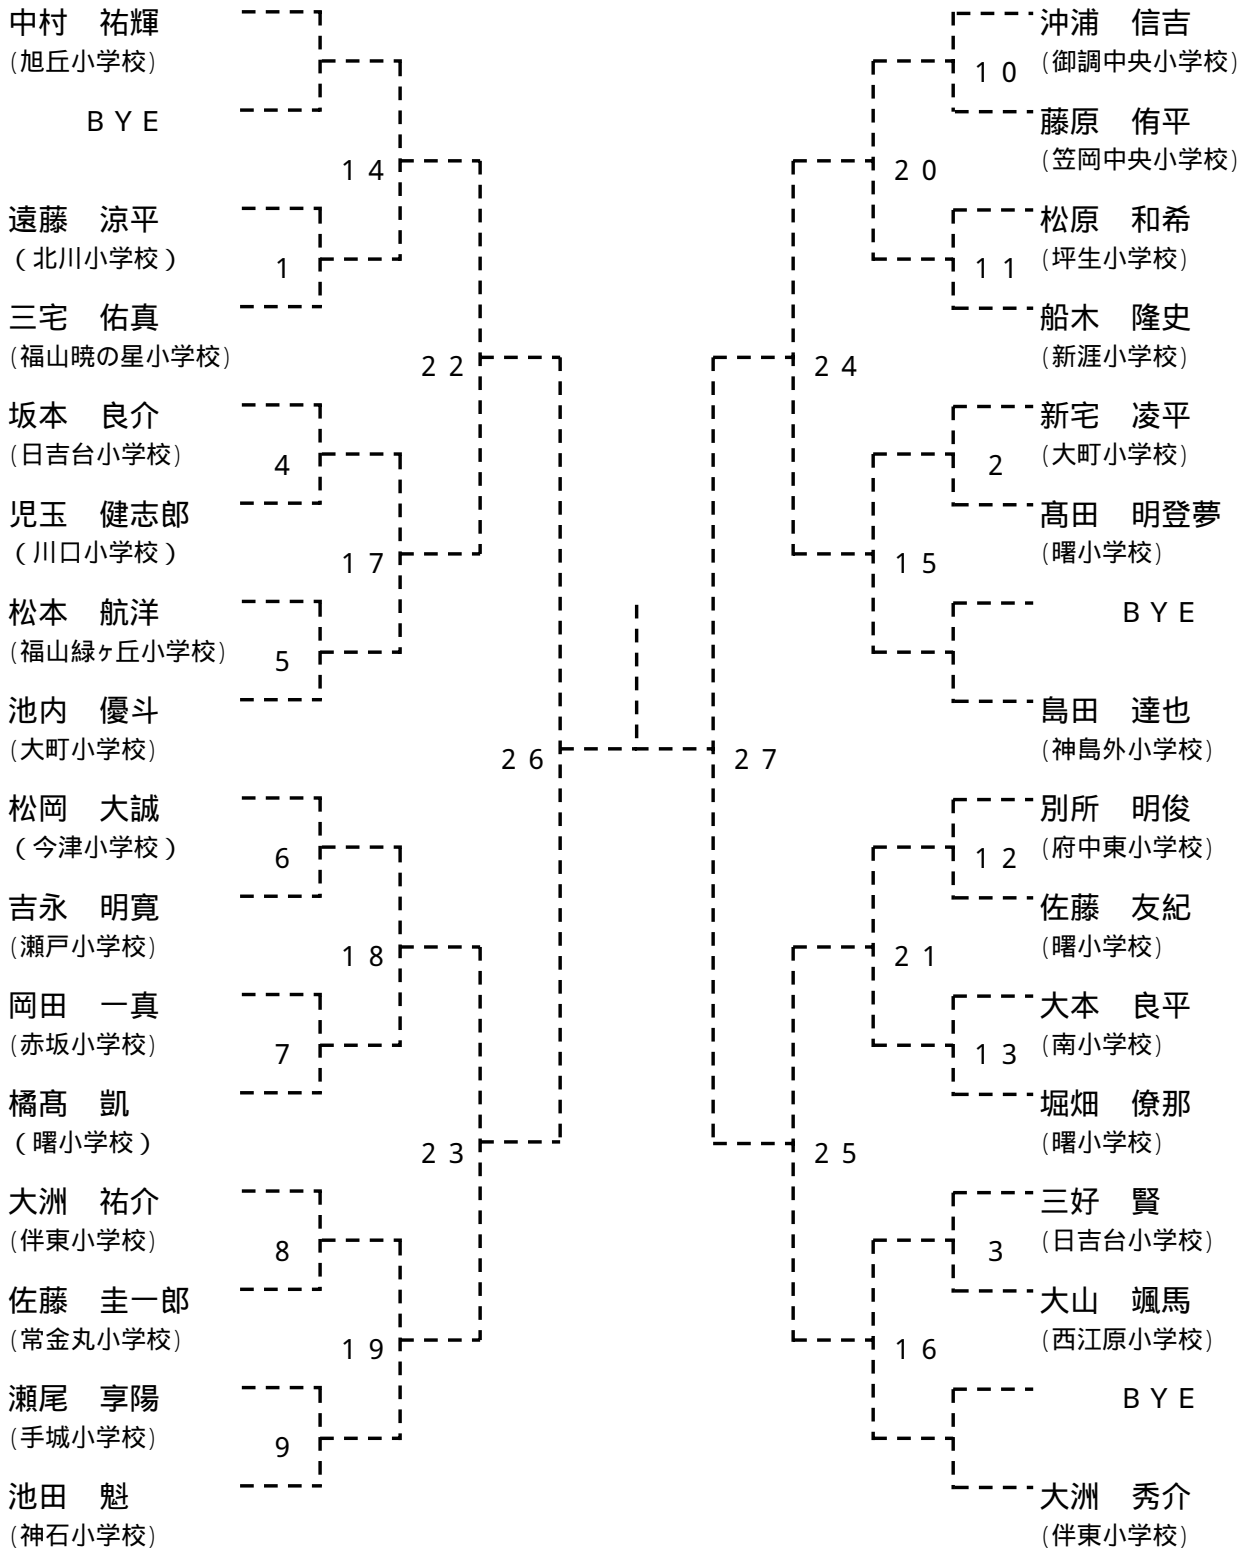 中村　祐輝
(旭丘小学校)
ＢＹＥ
１４
遠藤　涼平
（北川小学校）
１
三宅　佑真
(福山暁の星小学校)
２２
坂本　良介
(日吉台小学校)
４
児玉　健志郎
（川口小学校）
１７
松本　航洋
(福山緑ヶ丘小学校)
５
池内　優斗
(大町小学校)
２６
松岡　大誠
（今津小学校）
６
吉永　明寛
(瀬戸小学校)
１８
岡田　一真
(赤坂小学校)
７
橘髙　凱
（曙小学校）
２３
大洲　祐介
(伴東小学校)
８
佐藤　圭一郎
(常金丸小学校)
１９
瀬尾　享陽
(手城小学校)
９
池田　魁
(神石小学校)
沖浦　信吉
(御調中央小学校)
１０
藤原　侑平
(笠岡中央小学校)
２０
松原　和希
(坪生小学校)
１１
船木　隆史
(新涯小学校)
２４
新宅　凌平
(大町小学校)
２
髙田　明登夢
(曙小学校)
１５
ＢＹＥ
島田　達也
(神島外小学校)
２７
別所　明俊
(府中東小学校)
１２
佐藤　友紀
(曙小学校)
２１
大本　良平
(南小学校)
１３
堀畑　僚那
(曙小学校)
２５
三好　賢
(日吉台小学校)
３
大山　颯馬
(西江原小学校)
１６
ＢＹＥ
大洲　秀介
(伴東小学校)